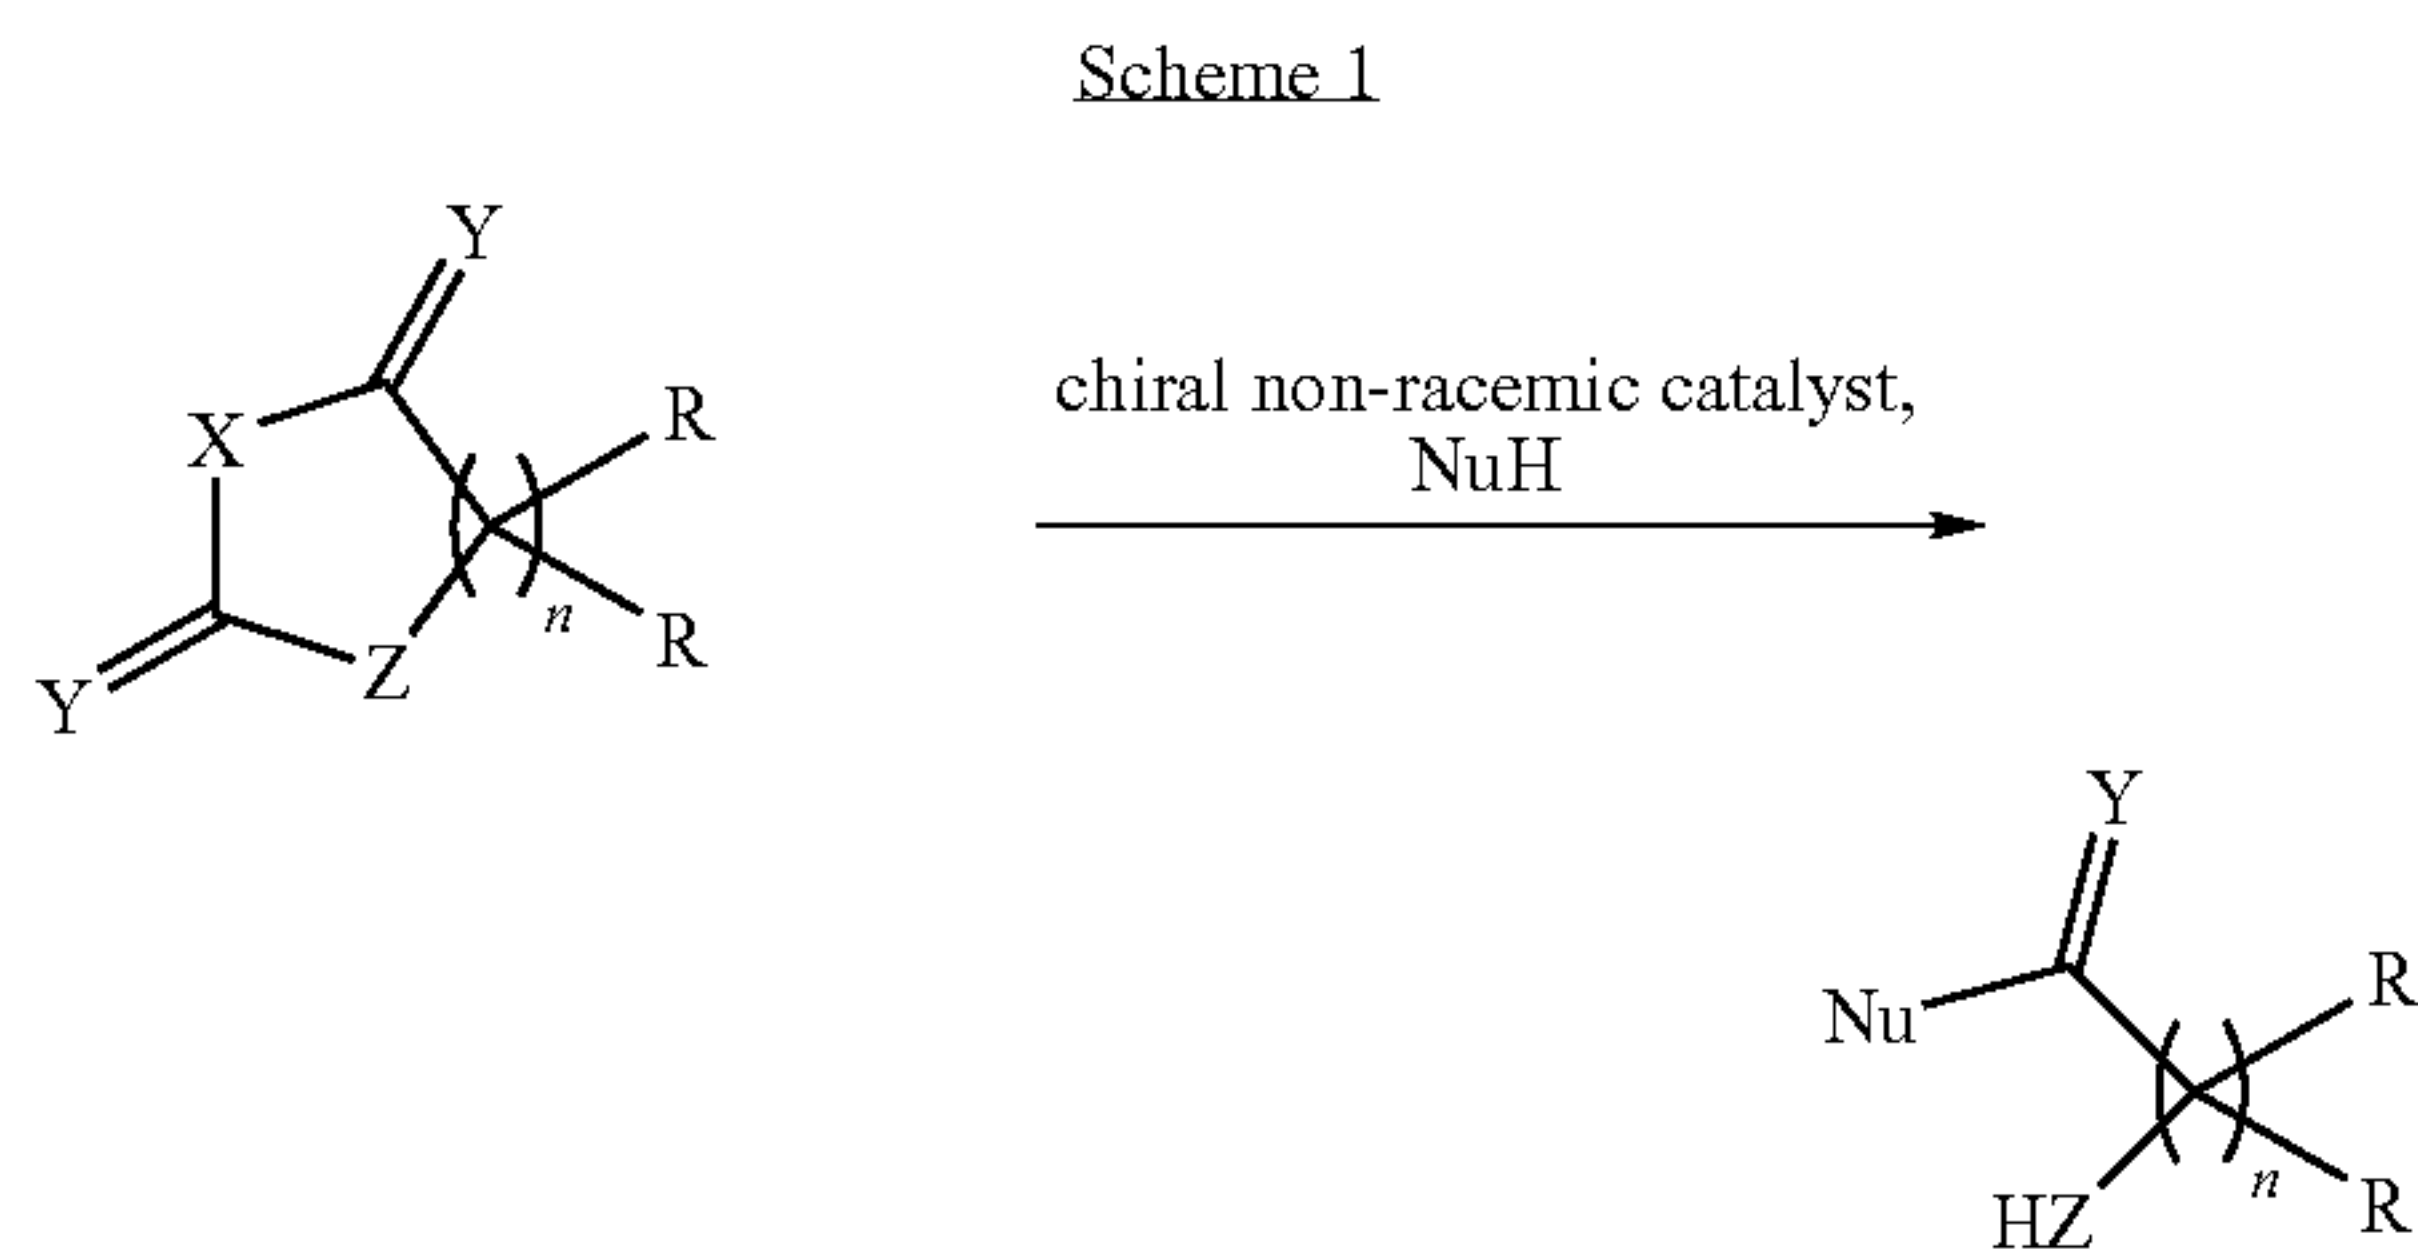 Scheme 1
Y
R
X
chiral non-racemic catalyst,
NuH
n
R
Z
Y
Y
R
Nu
n
HZ
R